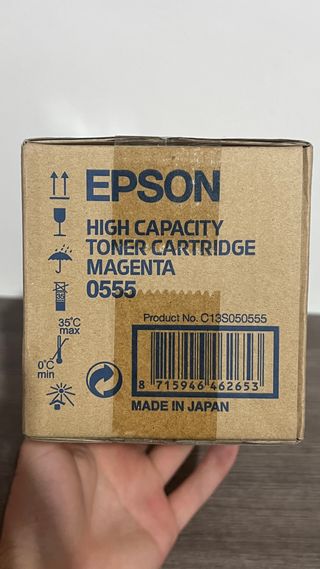 EPSON
HIGH CAPACITY
TONER CARTRIDGE
MAGENTA
0555
35°C
max
0°C
min
Product No. C13S050555
8 715946 462653
MADE IN JAPAN